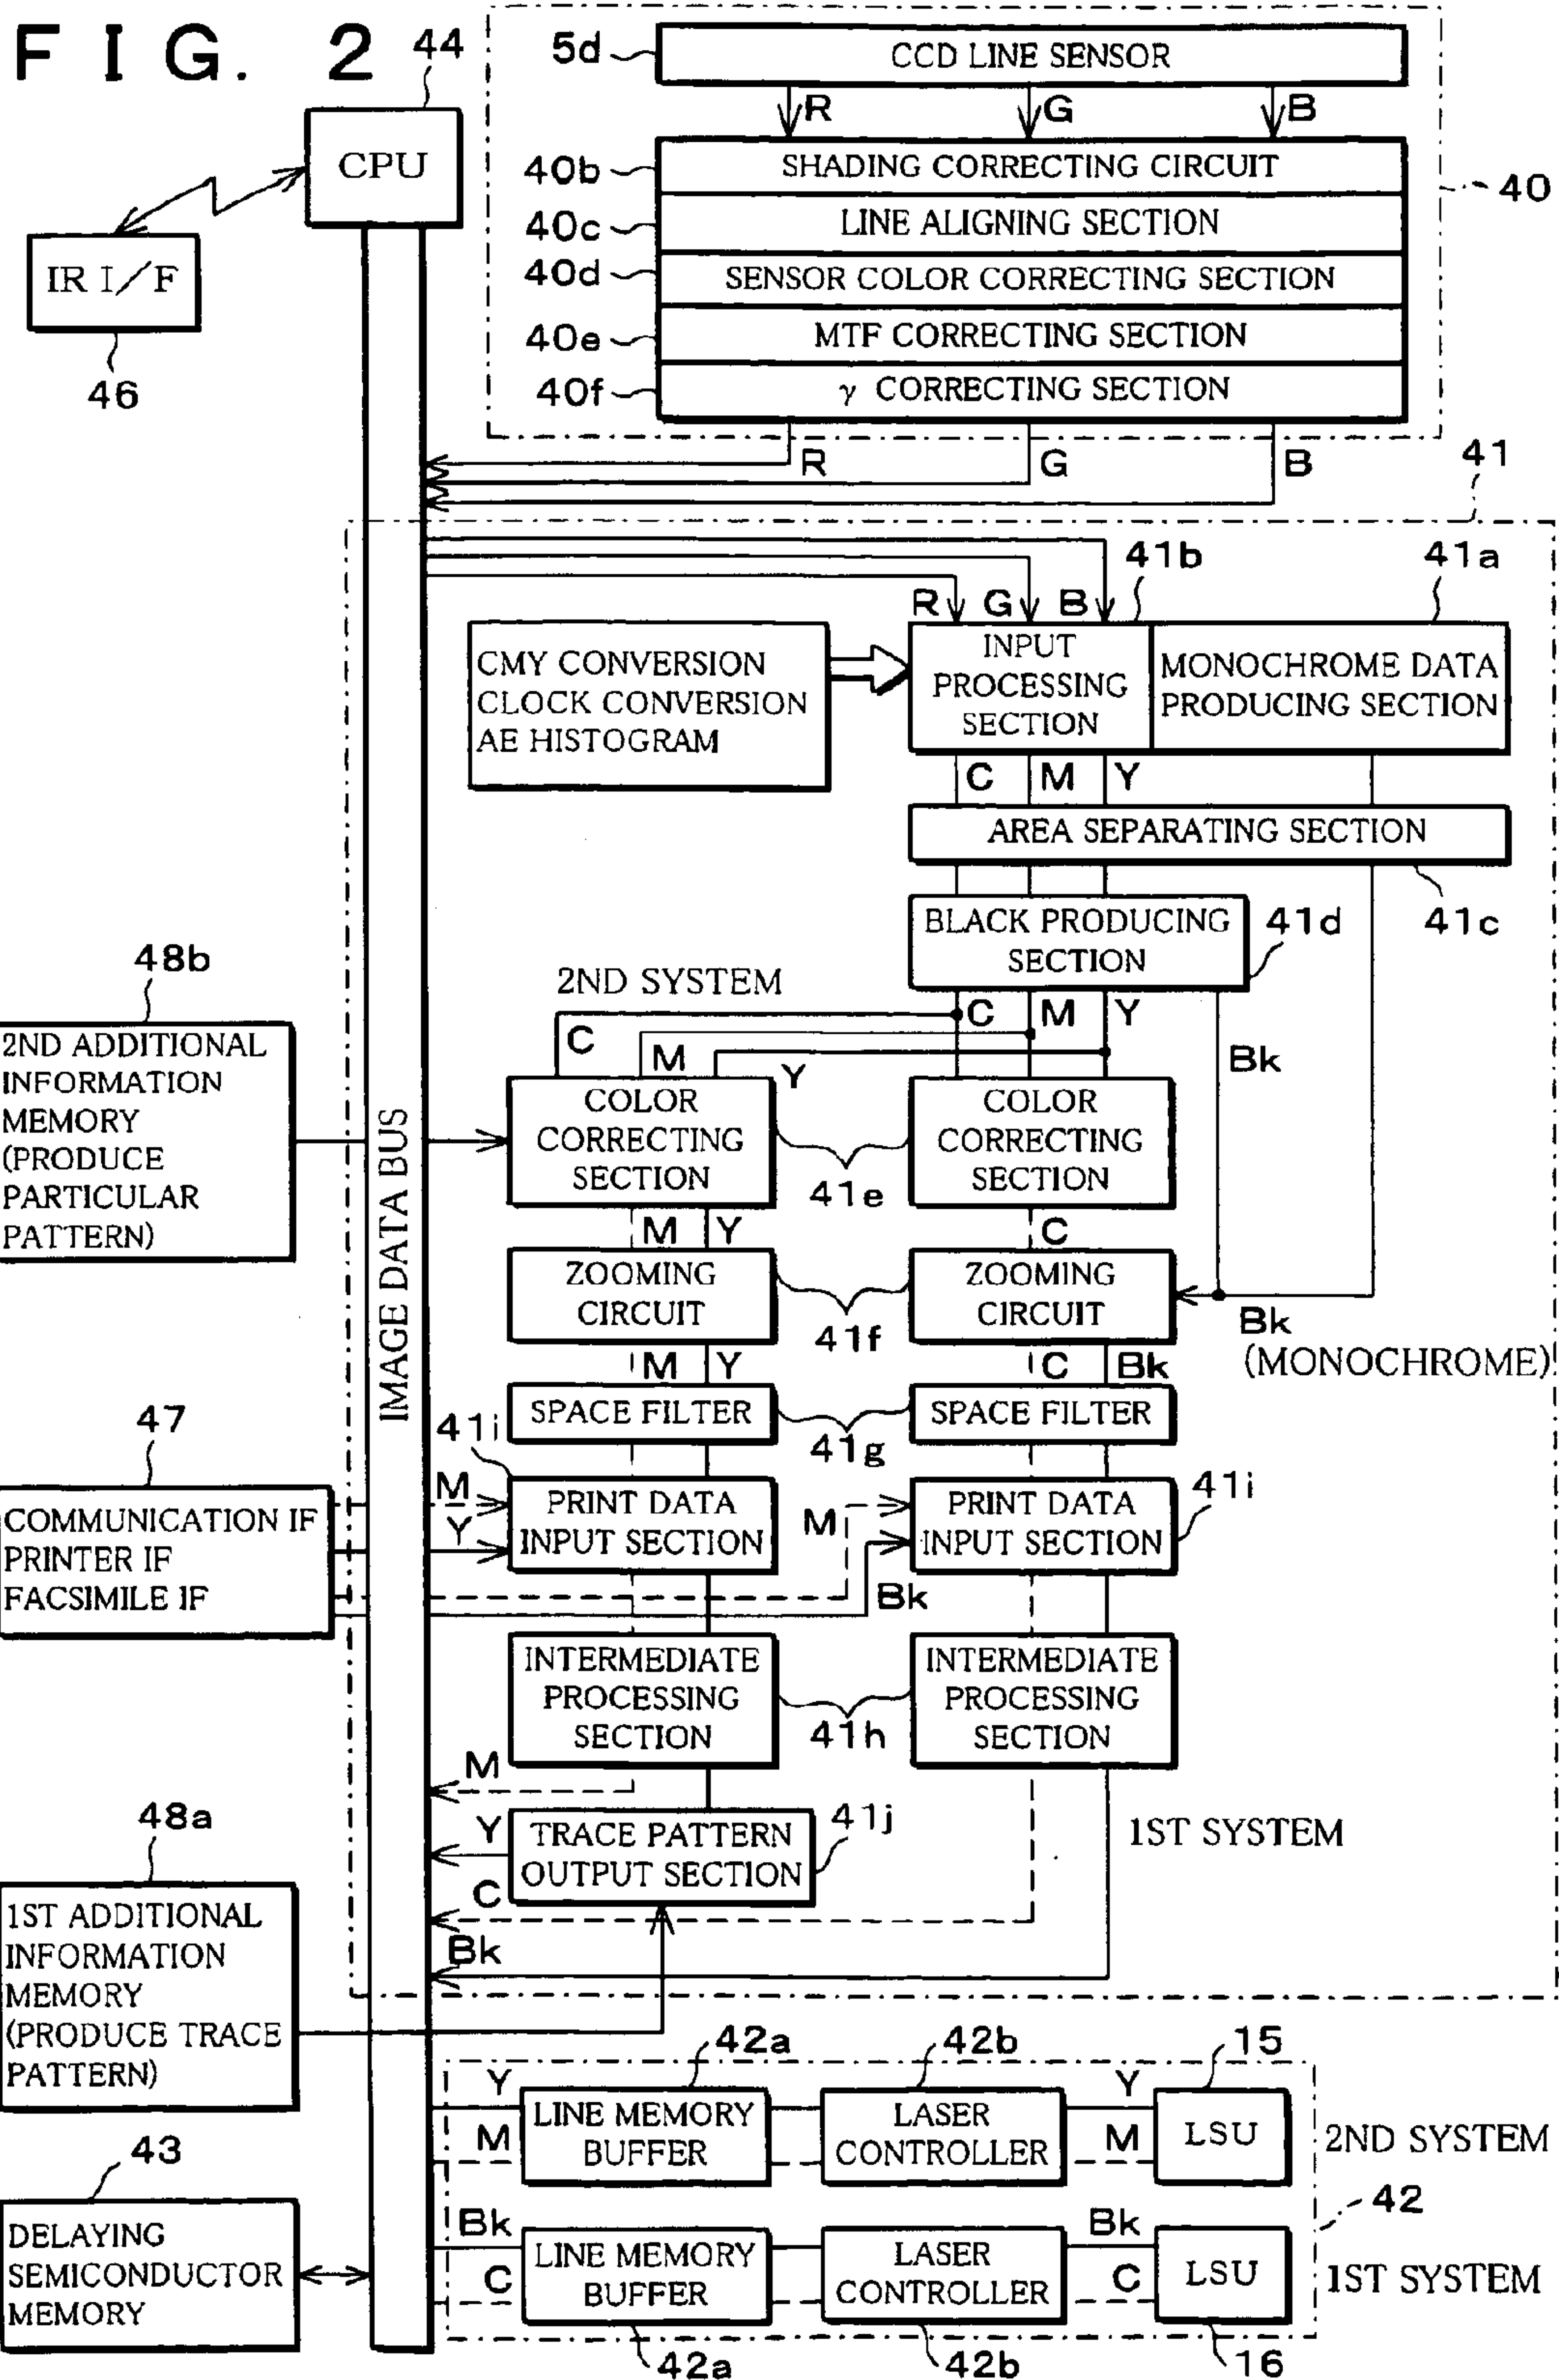 FIG. 2
44
CPU
IR I/F
46
5d
CCD LINE SENSOR
R
G
B
40b
SHADING CORRECTING CIRCUIT
40
40c
LINE ALIGNING SECTION
40d
SENSOR COLOR CORRECTING SECTION
40e
MTF CORRECTING SECTION
40f
γ CORRECTING SECTION
R
G
B
41
41b
41a
R
G
B
CMY CONVERSION
CLOCK CONVERSION
AE HISTOGRAM
INPUT
PROCESSING
SECTION
MONOCHROME DATA
PRODUCING SECTION
C
M
Y
AREA SEPARATING SECTION
41c
BLACK PRODUCING
SECTION
41d
2ND SYSTEM
C
M
Y
C
M
Y
Bk
48b
2ND ADDITIONAL
INFORMATION
MEMORY
(PRODUCE
PARTICULAR
PATTERN)
IMAGE DATA BUS
COLOR
CORRECTING
SECTION
41e
COLOR
CORRECTING
SECTION
M
Y
C
ZOOMING
CIRCUIT
41f
ZOOMING
CIRCUIT
Bk
(MONOCHROME)
M
Y
C
Bk
SPACE FILTER
41g
SPACE FILTER
47
COMMUNICATION IF
PRINTER IF
FACSIMILE IF
41i
M
Y
PRINT DATA
INPUT SECTION
M
Bk
PRINT DATA
INPUT SECTION
41i
INTERMEDIATE
PROCESSING
SECTION
41h
INTERMEDIATE
PROCESSING
SECTION
M
Y
TRACE PATTERN
OUTPUT SECTION
41j
1ST SYSTEM
C
Bk
48a
1ST ADDITIONAL
INFORMATION
MEMORY
(PRODUCE TRACE
PATTERN)
43
DELAYING
SEMICONDUCTOR
MEMORY
42a
42b
15
Y
M
LINE MEMORY
BUFFER
LASER
CONTROLLER
Y
M
LSU
2ND SYSTEM
42
Bk
C
LINE MEMORY
BUFFER
LASER
CONTROLLER
Bk
C
LSU
1ST SYSTEM
42a
42b
16